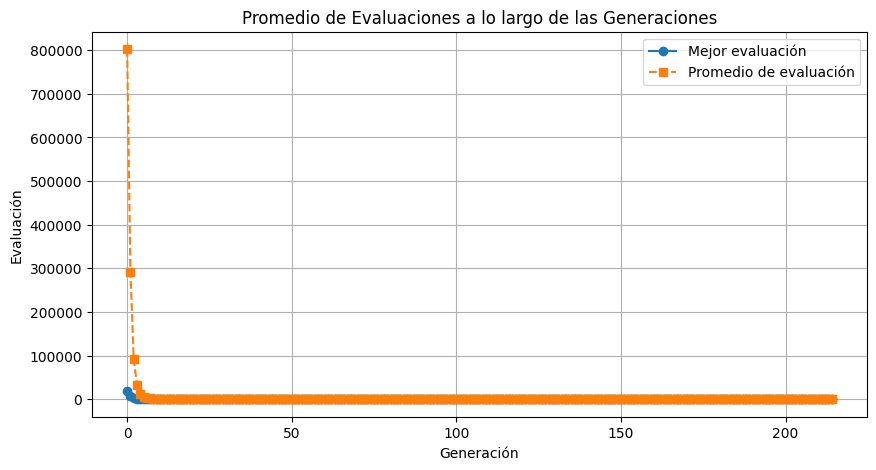 Promedio de Evaluaciones a lo largo de las Generaciones
Mejor evaluación
Promedio de evaluación
Evaluación
800000
700000
600000
500000
400000
300000
200000
100000
0
0
50
100
150
200
Generación